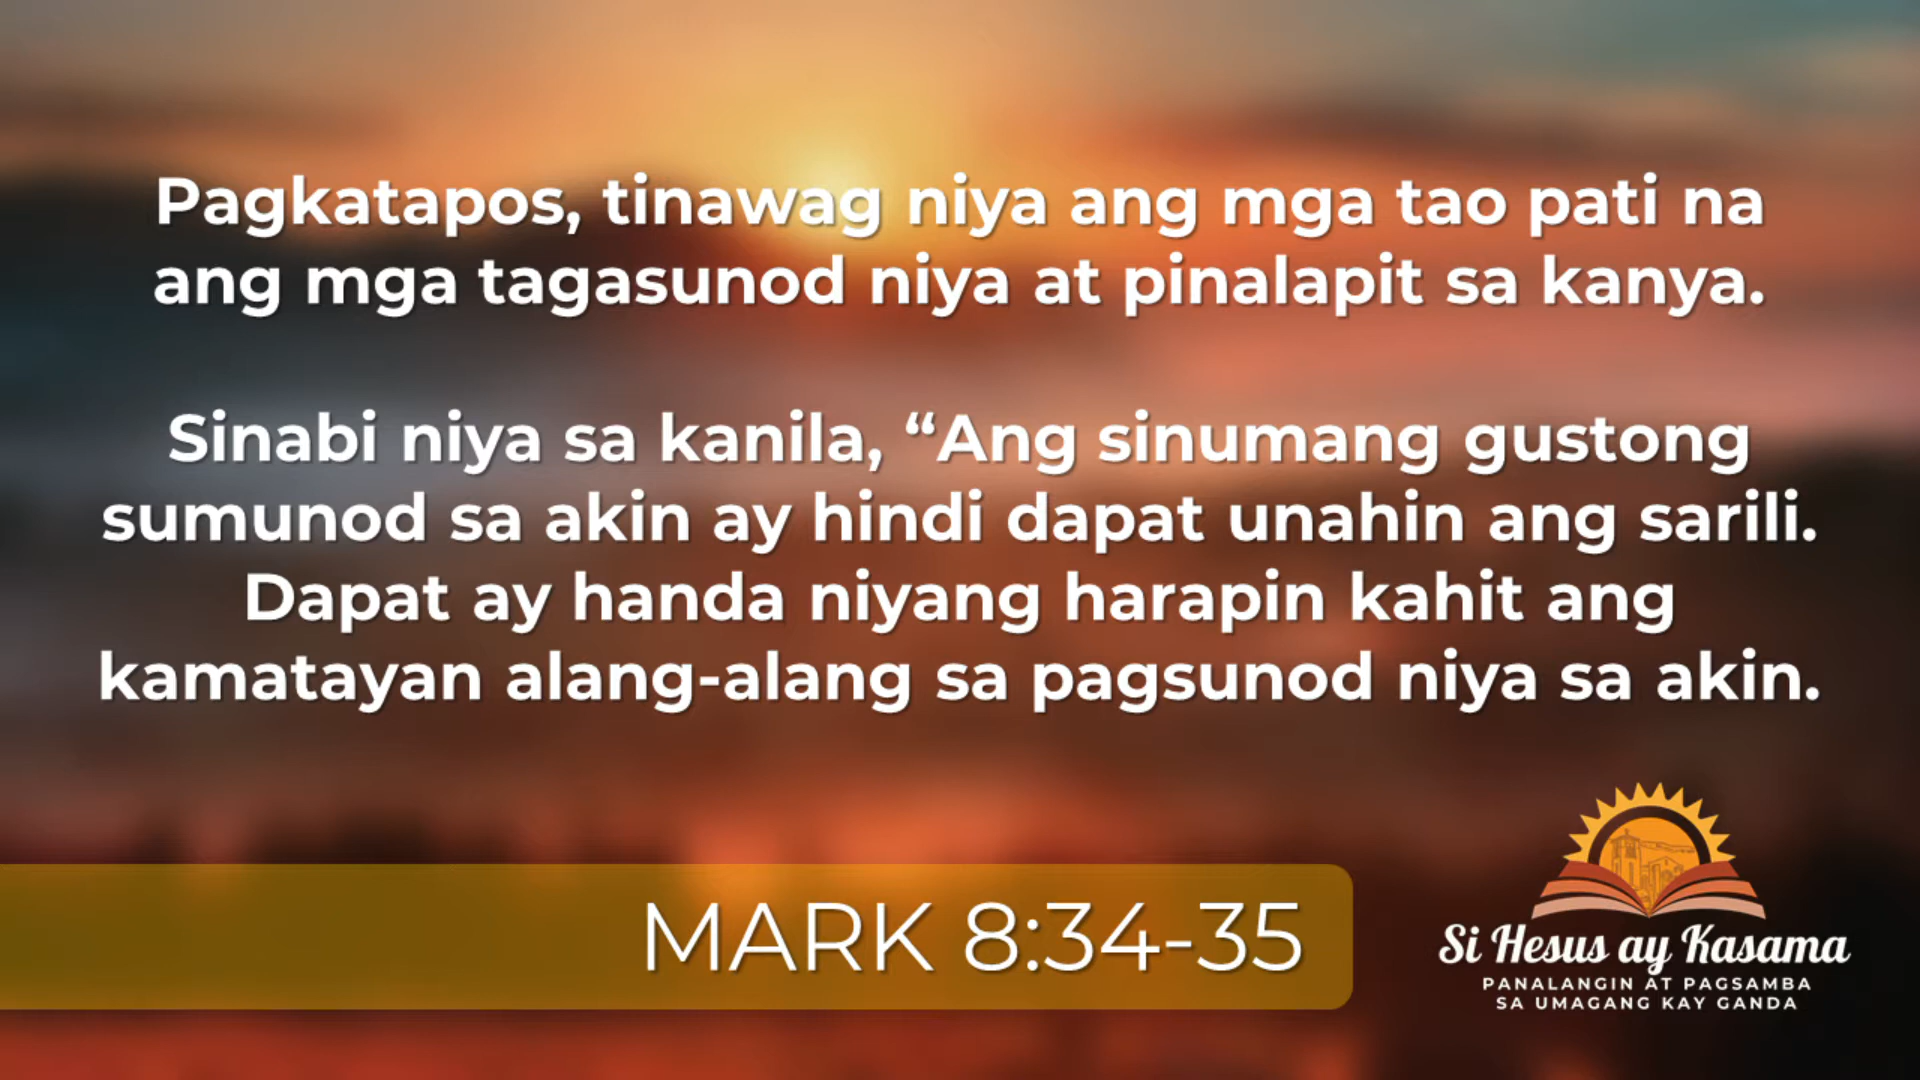 Pagkatapos, tinawag niya ang mga tao pati na
ang mga tagasunod niya at pinalapit sa kanya.
Sinabi niya sa kanila, “Ang sinumang gustong
sumunod sa akin ay hindi dapat unahin ang sarili.
Dapat ay handa niyang harapin kahit ang
kamatayan alang-alang sa pagsunod niya sa akin.
MARK 8:34-35
Si Hesus ay Kasama
PANALANGIN AT PAGSAMBA
SA UMAGANG KAY GANDA